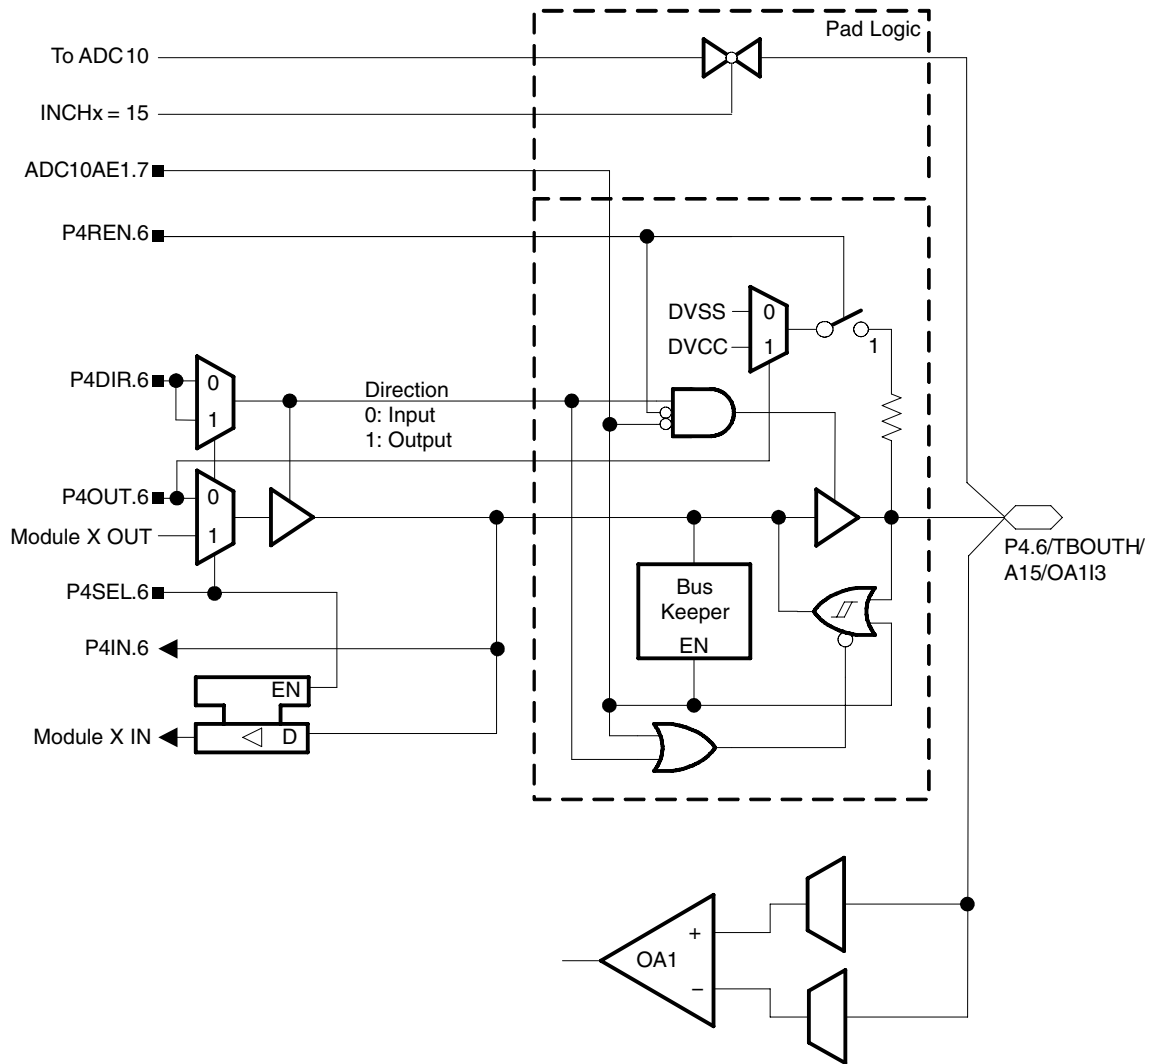 Pad Logic
To ADC10
INCHx = 15
ADC10AE1.7
P4REN.6
DVSS
0
DVCC
1
1
P4DIR.6
0
1
Direction
0: Input
1: Output
P4OUT.6
0
Module X OUT
1
P4.6/TBOUTH/
A15/OA1I3
P4SEL.6
Bus
Keeper
EN
P4IN.6
EN
Module X IN
D
+
OA1
−